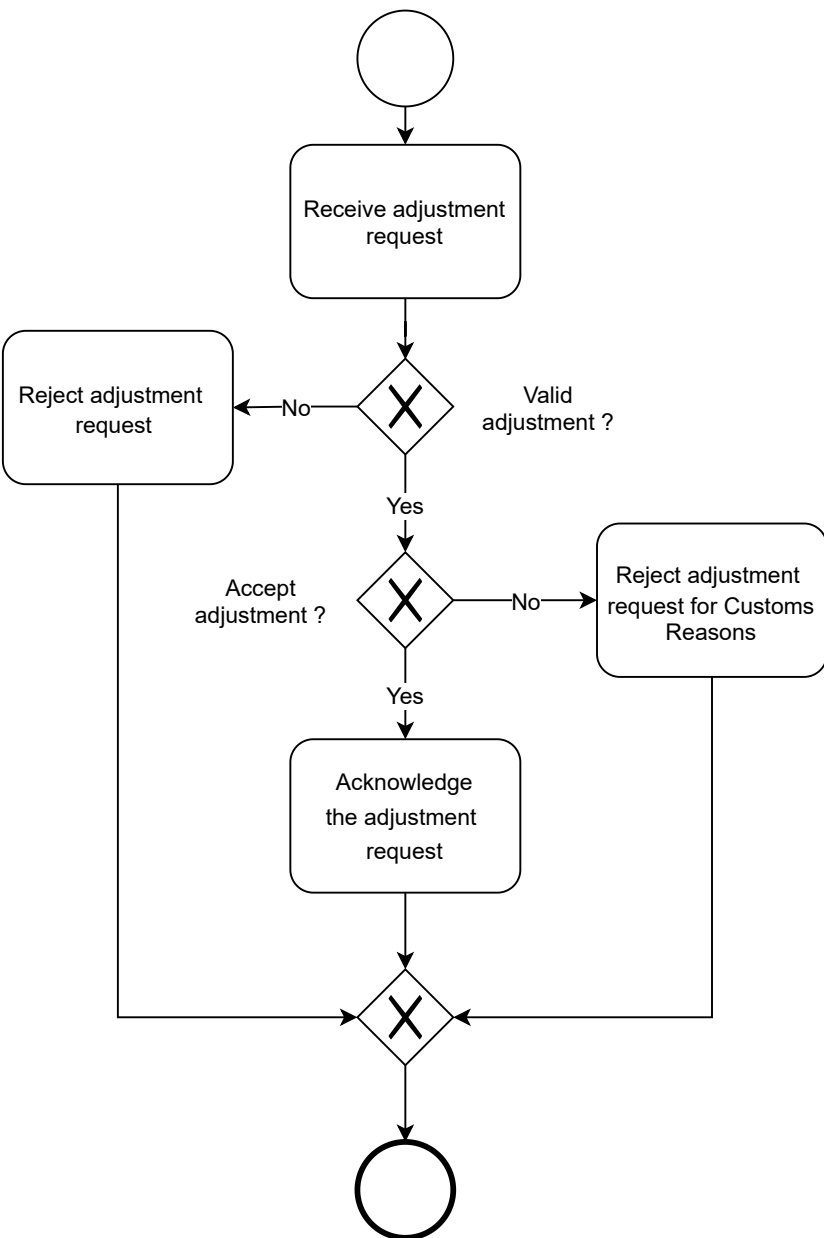 Receive adjustment
request
Reject adjustment
request
No
Valid
adjustment ?
Yes
Accept
adjustment ?
No
Reject adjustment
request for Customs
Reasons
Yes
Acknowledge
the adjustment
request